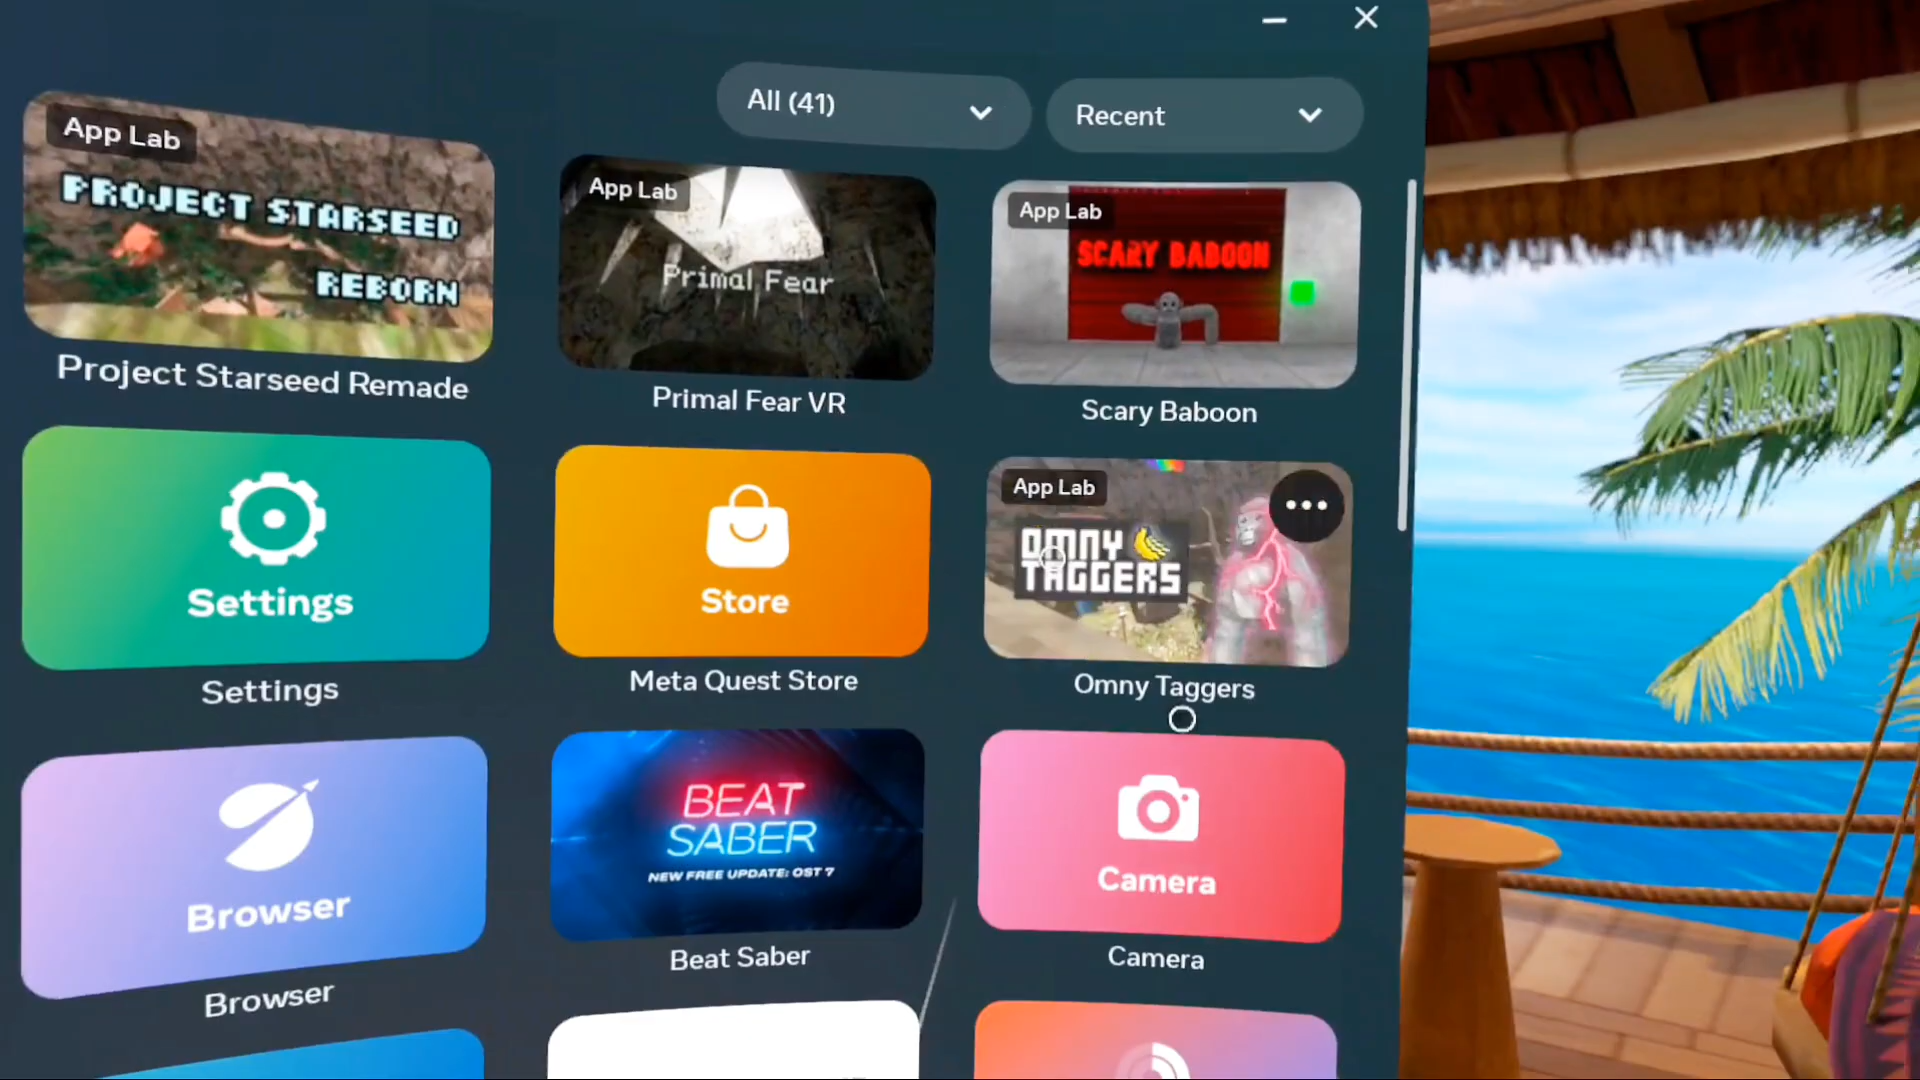 All (41)
Recent
App Lab
PROJECT STARSEED
REBORN
Project Starseed Remade
App Lab
Primal Fear
Primal Fear VR
App Lab
SCARY BABOON
Scary Baboon
Settings
Settings
Store
Meta Quest Store
App Lab
OMNY
TAGGERS
Omny Taggers
Browser
Browser
BEAT
SABER
NEW FREE UPDATE: OST 7
Beat Saber
Camera
Camera